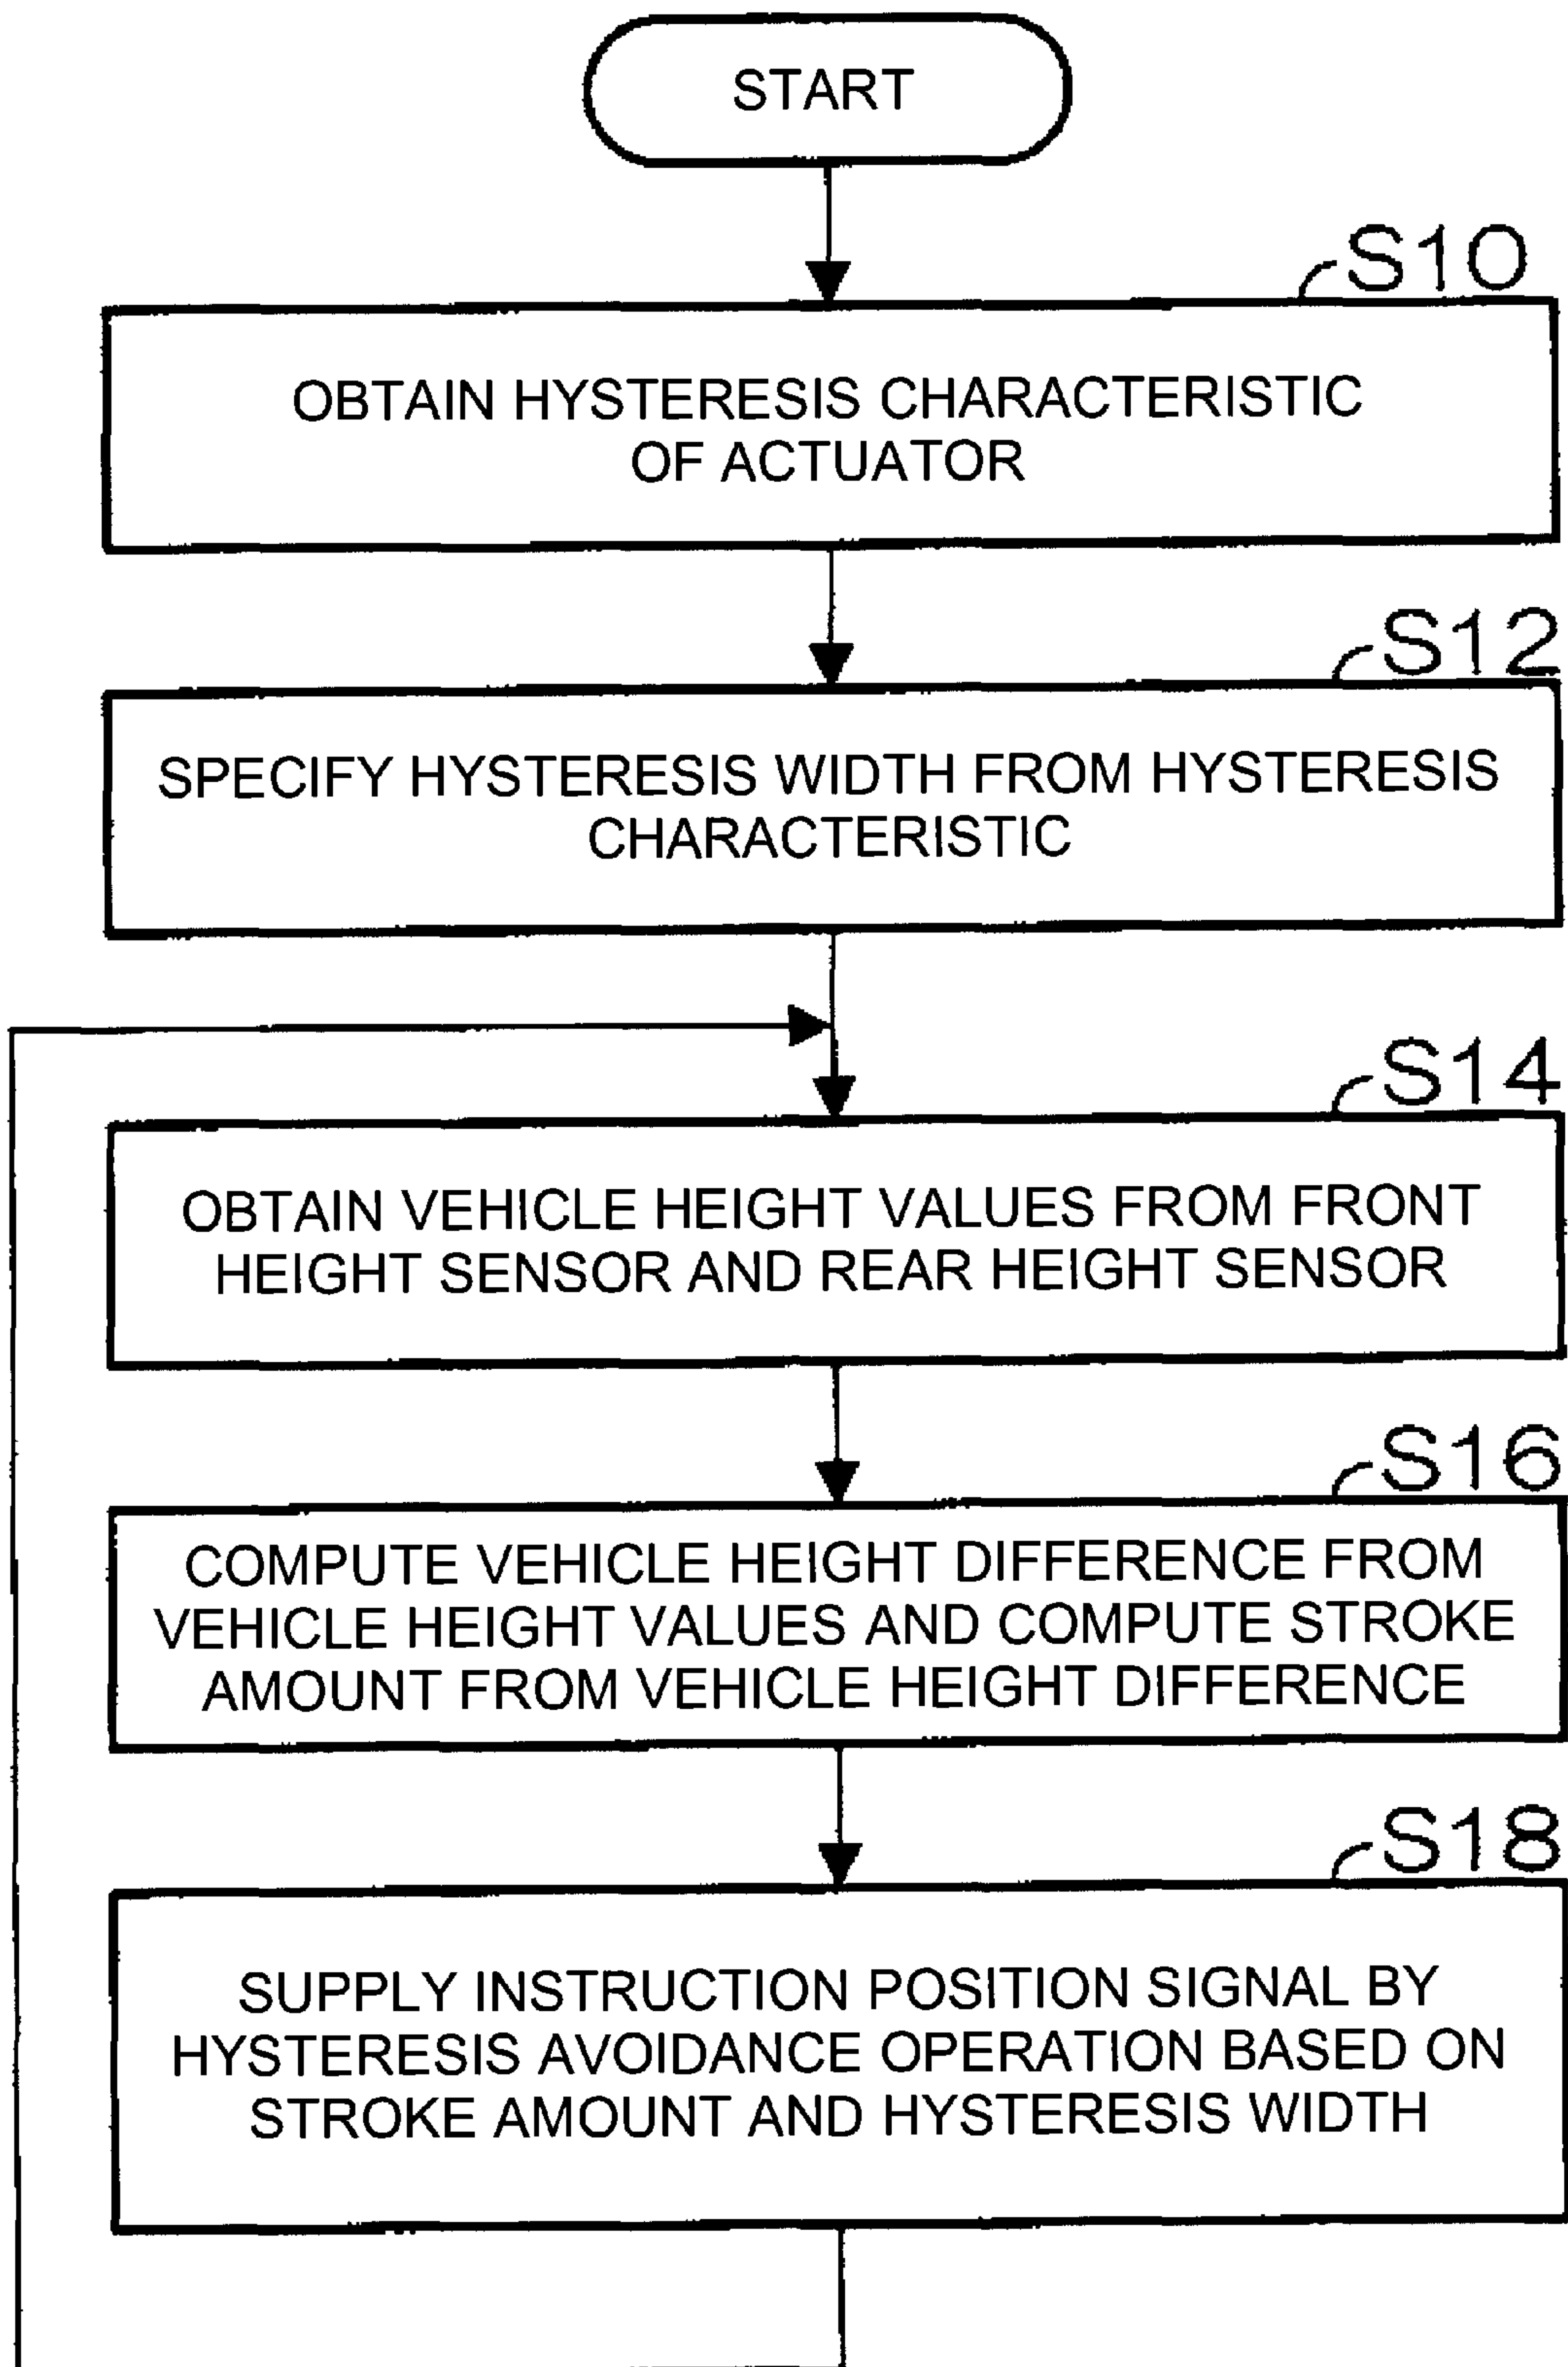 START
S10
OBTAIN HYSTERESIS CHARACTERISTIC
OF ACTUATOR
S12
SPECIFY HYSTERESIS WIDTH FROM HYSTERESIS
CHARACTERISTIC
S14
OBTAIN VEHICLE HEIGHT VALUES FROM FRONT
HEIGHT SENSOR AND REAR HEIGHT SENSOR
S16
COMPUTE VEHICLE HEIGHT DIFFERENCE FROM
VEHICLE HEIGHT VALUES AND COMPUTE STROKE
AMOUNT FROM VEHICLE HEIGHT DIFFERENCE
S18
SUPPLY INSTRUCTION POSITION SIGNAL BY
HYSTERESIS AVOIDANCE OPERATION BASED ON
STROKE AMOUNT AND HYSTERESIS WIDTH